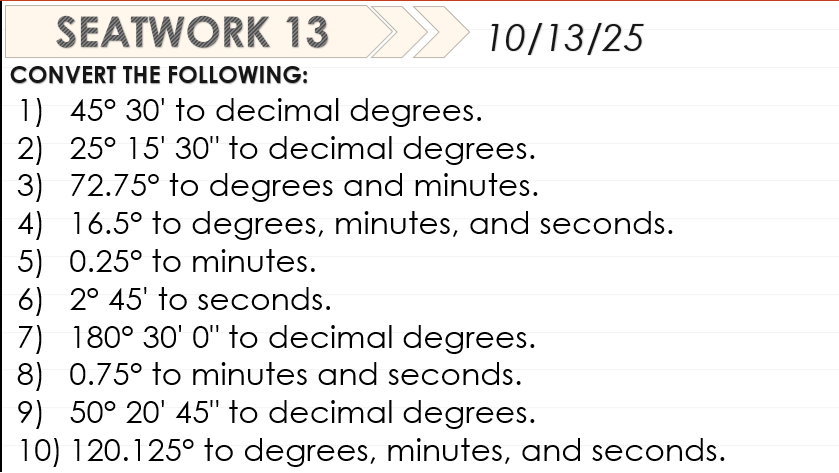 SEATWORK 13
10/13/25
CONVERT THE FOLLOWING:
1) 45° 30' to decimal degrees.
2) 25° 15' 30" to decimal degrees.
3) 72.75° to degrees and minutes.
4) 16.5° to degrees, minutes, and seconds.
5) 0.25° to minutes.
6) 2° 45' to seconds.
7) 180° 30' 0" to decimal degrees.
8) 0.75° to minutes and seconds.
9) 50° 20' 45" to decimal degrees.
10) 120.125° to degrees, minutes, and seconds.